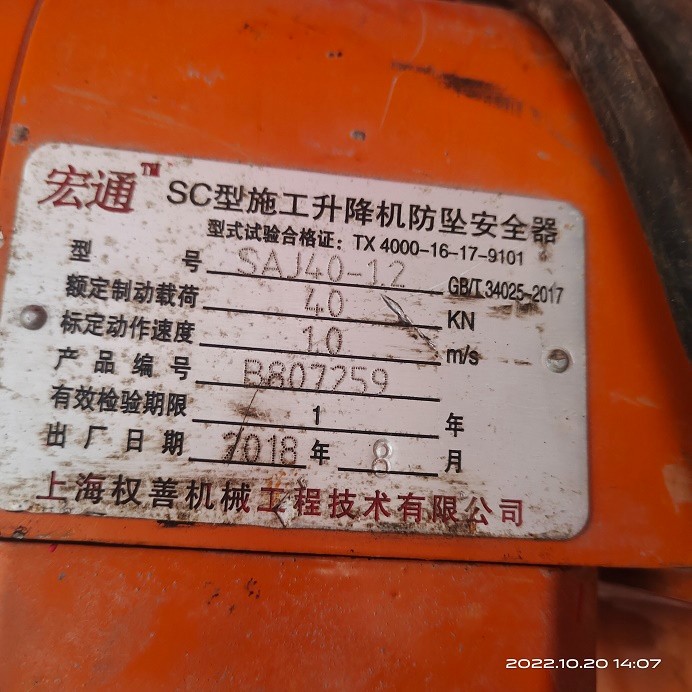 宏通™ SC型施工升降机防坠安全器
型式试验合格证：TX 4000-16-17-9101
型号 SAJ40-1.2 GB/T 34025-2017
额定制动载荷 40 KN
标定动作速度 1.0 m/s
产品编号 B807259
有效检验期限 1 年
出厂日期 2018 年 8 月
上海权善机械工程技术有限公司
2022.10.20 14:07